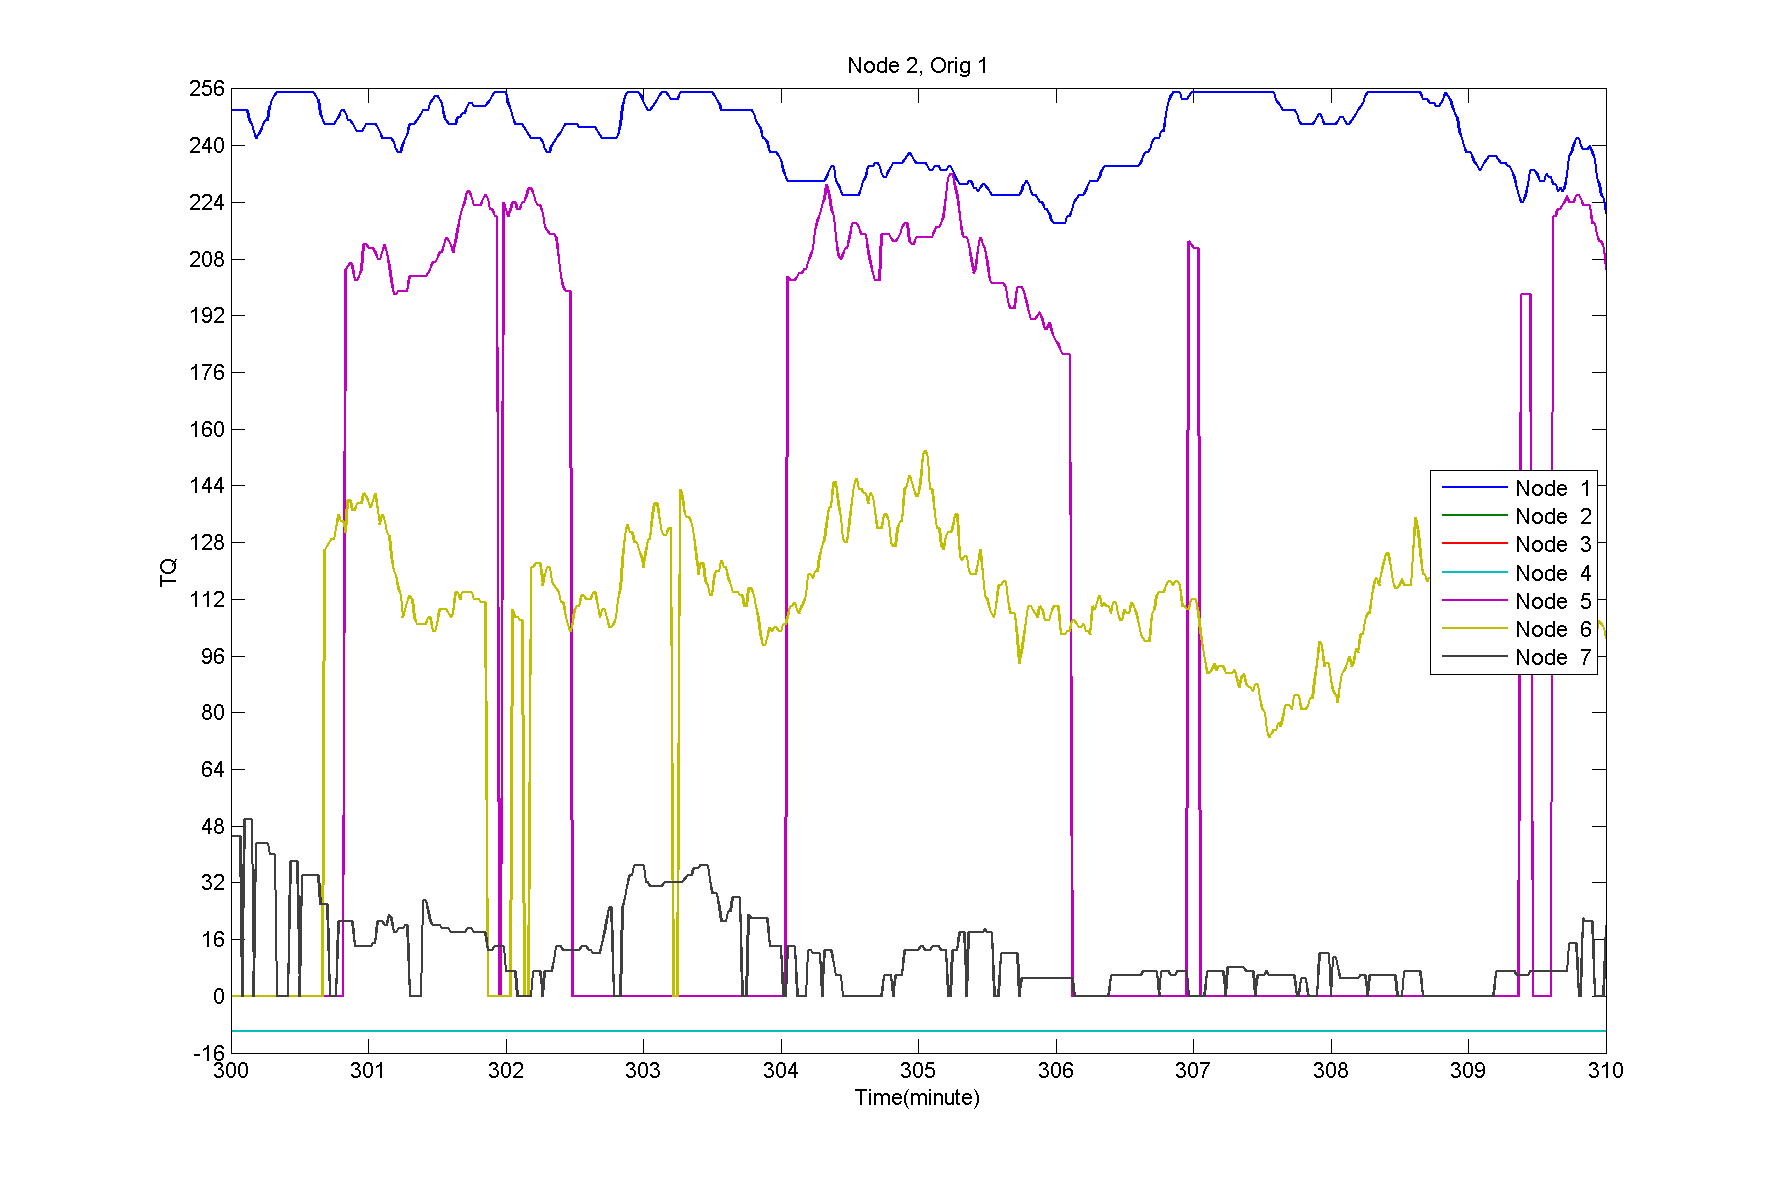 Node 2, Orig 1
256
240
224
208
192
176
160
144
128
112
96
80
64
48
32
16
0
-16
TQ
Node 1
Node 2
Node 3
Node 4
Node 5
Node 6
Node 7
300 301 302 303 304 305 306 307 308 309 310
Time(minute)